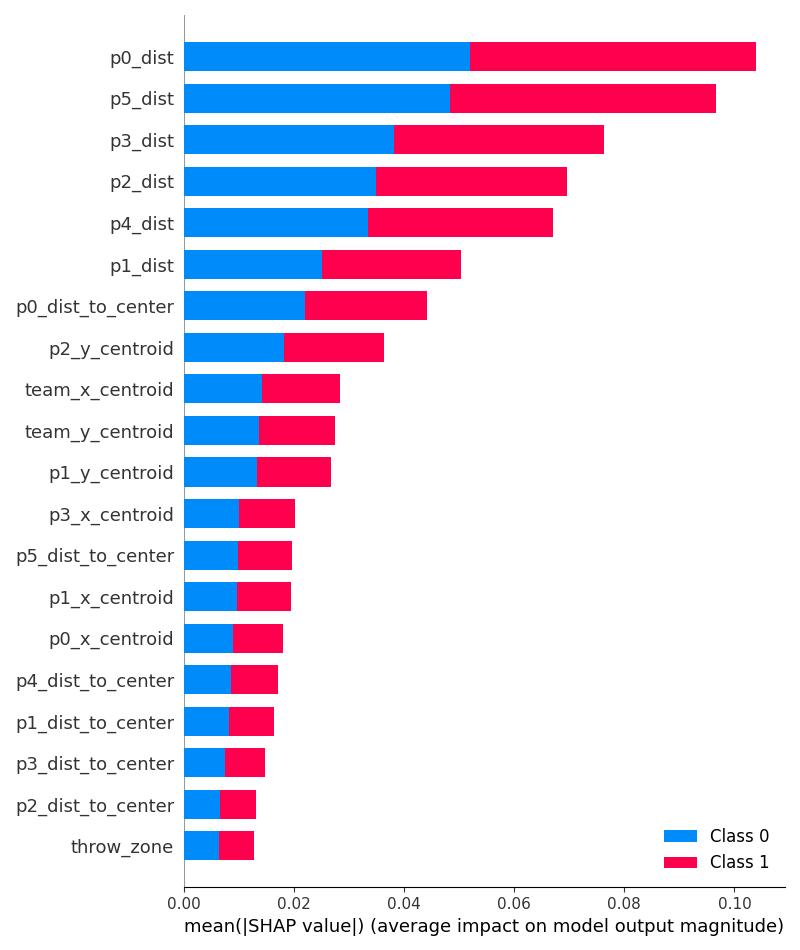 p0_dist
p5_dist
p3_dist
p2_dist
p4_dist
p1_dist
p0_dist_to_center
p2_y_centroid
team_x_centroid
team_y_centroid
p1_y_centroid
p3_x_centroid
p5_dist_to_center
p1_x_centroid
p0_x_centroid
p4_dist_to_center
p1_dist_to_center
p3_dist_to_center
p2_dist_to_center
throw_zone
Class 0
Class 1
0.00 0.02 0.04 0.06 0.08 0.10
mean(|SHAP value|) (average impact on model output magnitude)